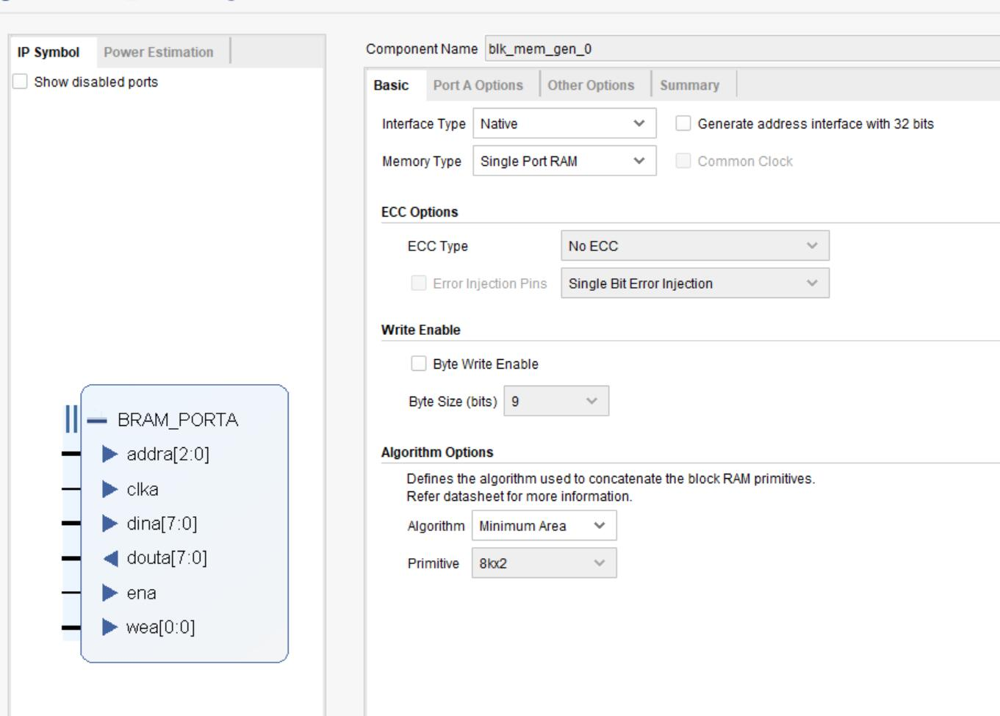 IP Symbol Power Estimation
Show disabled ports
BRAM_PORTA
addra[2:0]
clka
dina[7:0]
douta[7:0]
ena
wea[0:0]
Component Name blk_mem_gen_0
Basic Port A Options Other Options Summary
Interface Type Native Generate address interface with 32 bits
Memory Type Single Port RAM Common Clock
ECC Options
ECC Type No ECC
Error Injection Pins Single Bit Error Injection
Write Enable
Byte Write Enable
Byte Size (bits) 9
Algorithm Options
Defines the algorithm used to concatenate the block RAM primitives.
Refer datasheet for more information.
Algorithm Minimum Area
Primitive 8kx2